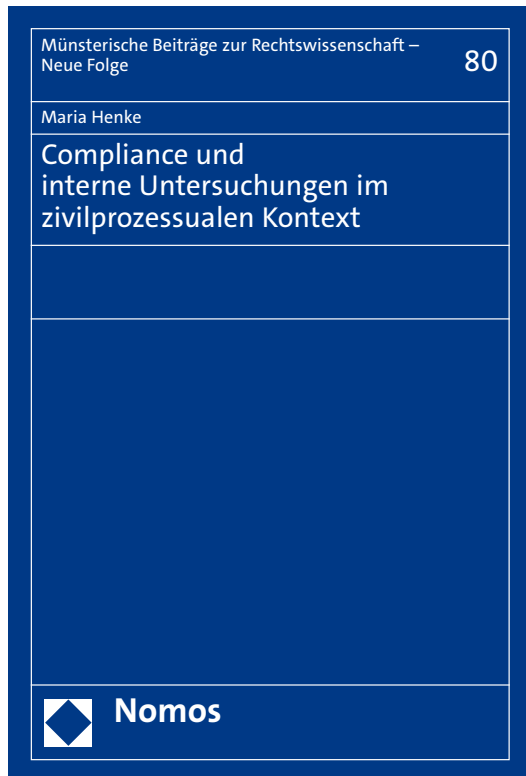 Münsterische Beiträge zur Rechtswissenschaft –
Neue Folge
80
Maria Henke
Compliance und
interne Untersuchungen im
zivilprozessualen Kontext
Nomos